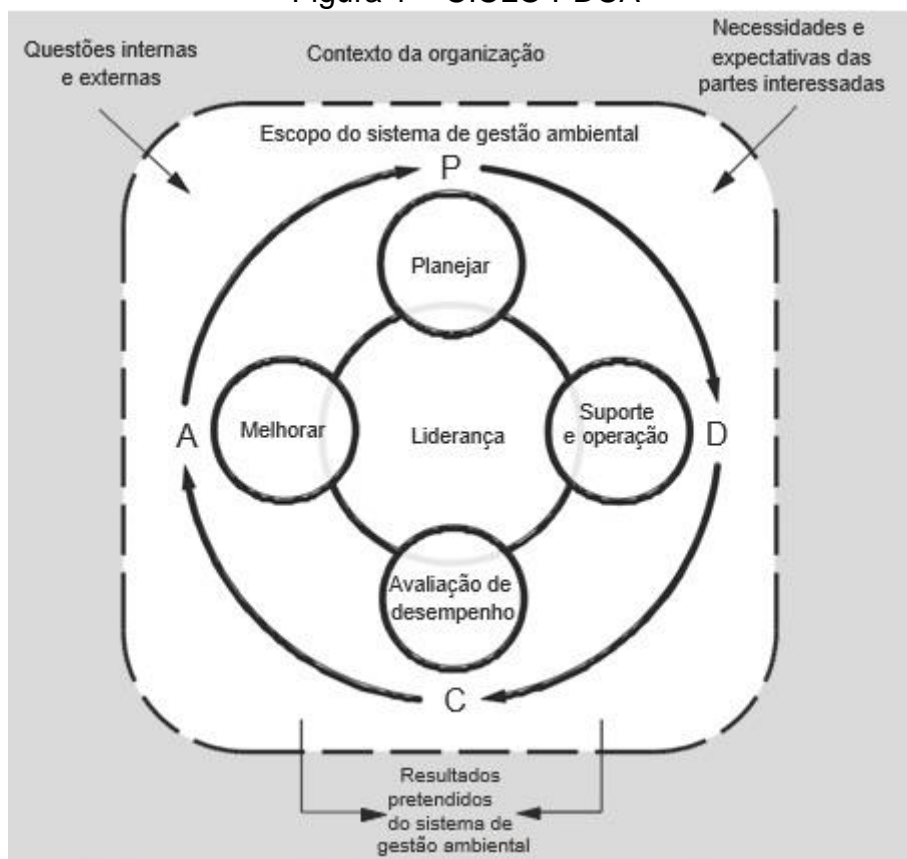 Questões internas
e externas
Contexto da organização
Necessidades e
expectativas das
partes interessadas
Escopo do sistema de gestão ambiental
P
Planejar
A
Melhorar
Liderança
Suporte
e operação
D
Avaliação de
desempenho
C
Resultados
pretendidos
do sistema de
gestão ambiental